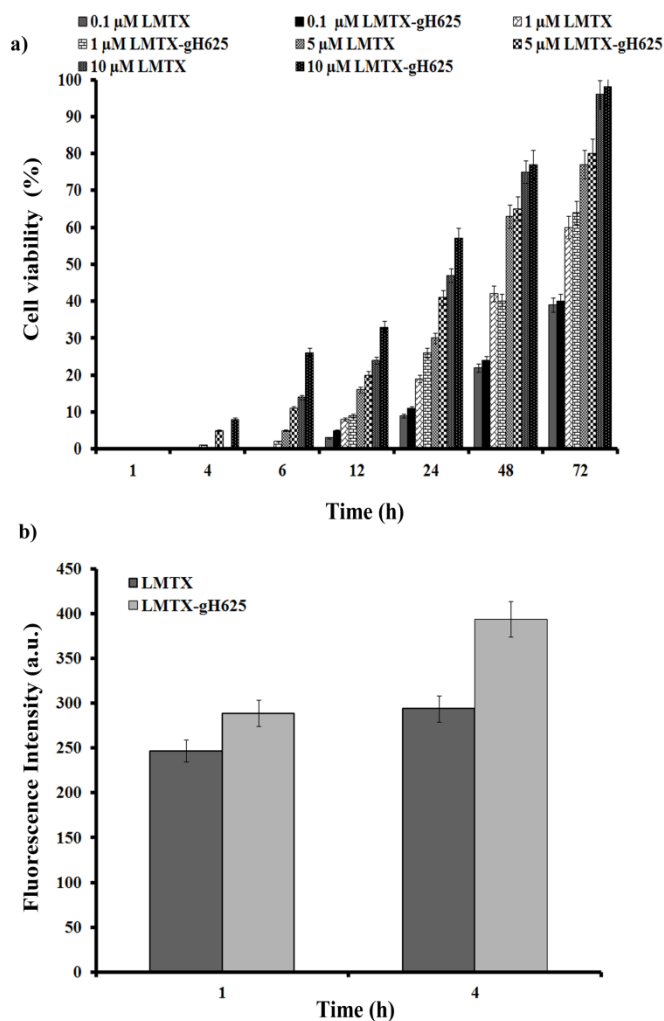 a)
0.1 µM LMTX 0.1 µM LMTX-gH625 1 µM LMTX
1 µM LMTX-gH625 5 µM LMTX 5 µM LMTX-gH625
10 µM LMTX 10 µM LMTX-gH625
100
90
80
70
60
50
40
30
20
10
0
Cell viability (%)
1 4 6 12 24 48 72
Time (h)
b)
450
400
350
300
250
200
150
100
50
0
Fluorescence Intensity (a.u.)
LMTX
LMTX-gH625
1 4
Time (h)